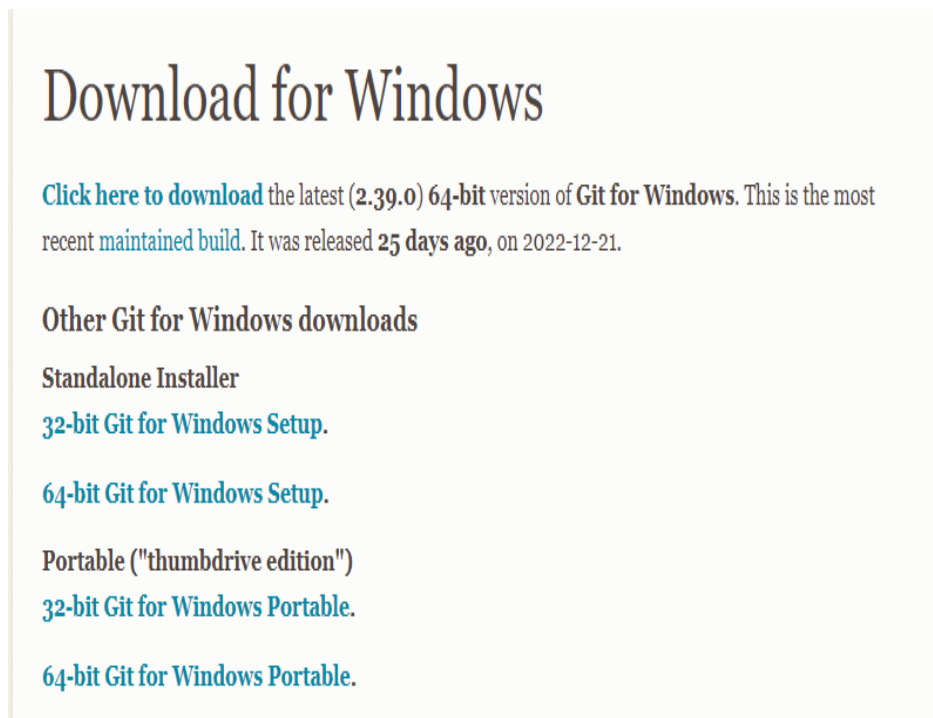 Download for Windows
Click here to download the latest (2.39.0) 64-bit version of Git for Windows. This is the most
recent maintained build. It was released 25 days ago, on 2022-12-21.
Other Git for Windows downloads
Standalone Installer
32-bit Git for Windows Setup.
64-bit Git for Windows Setup.
Portable ("thumbdrive edition")
32-bit Git for Windows Portable.
64-bit Git for Windows Portable.